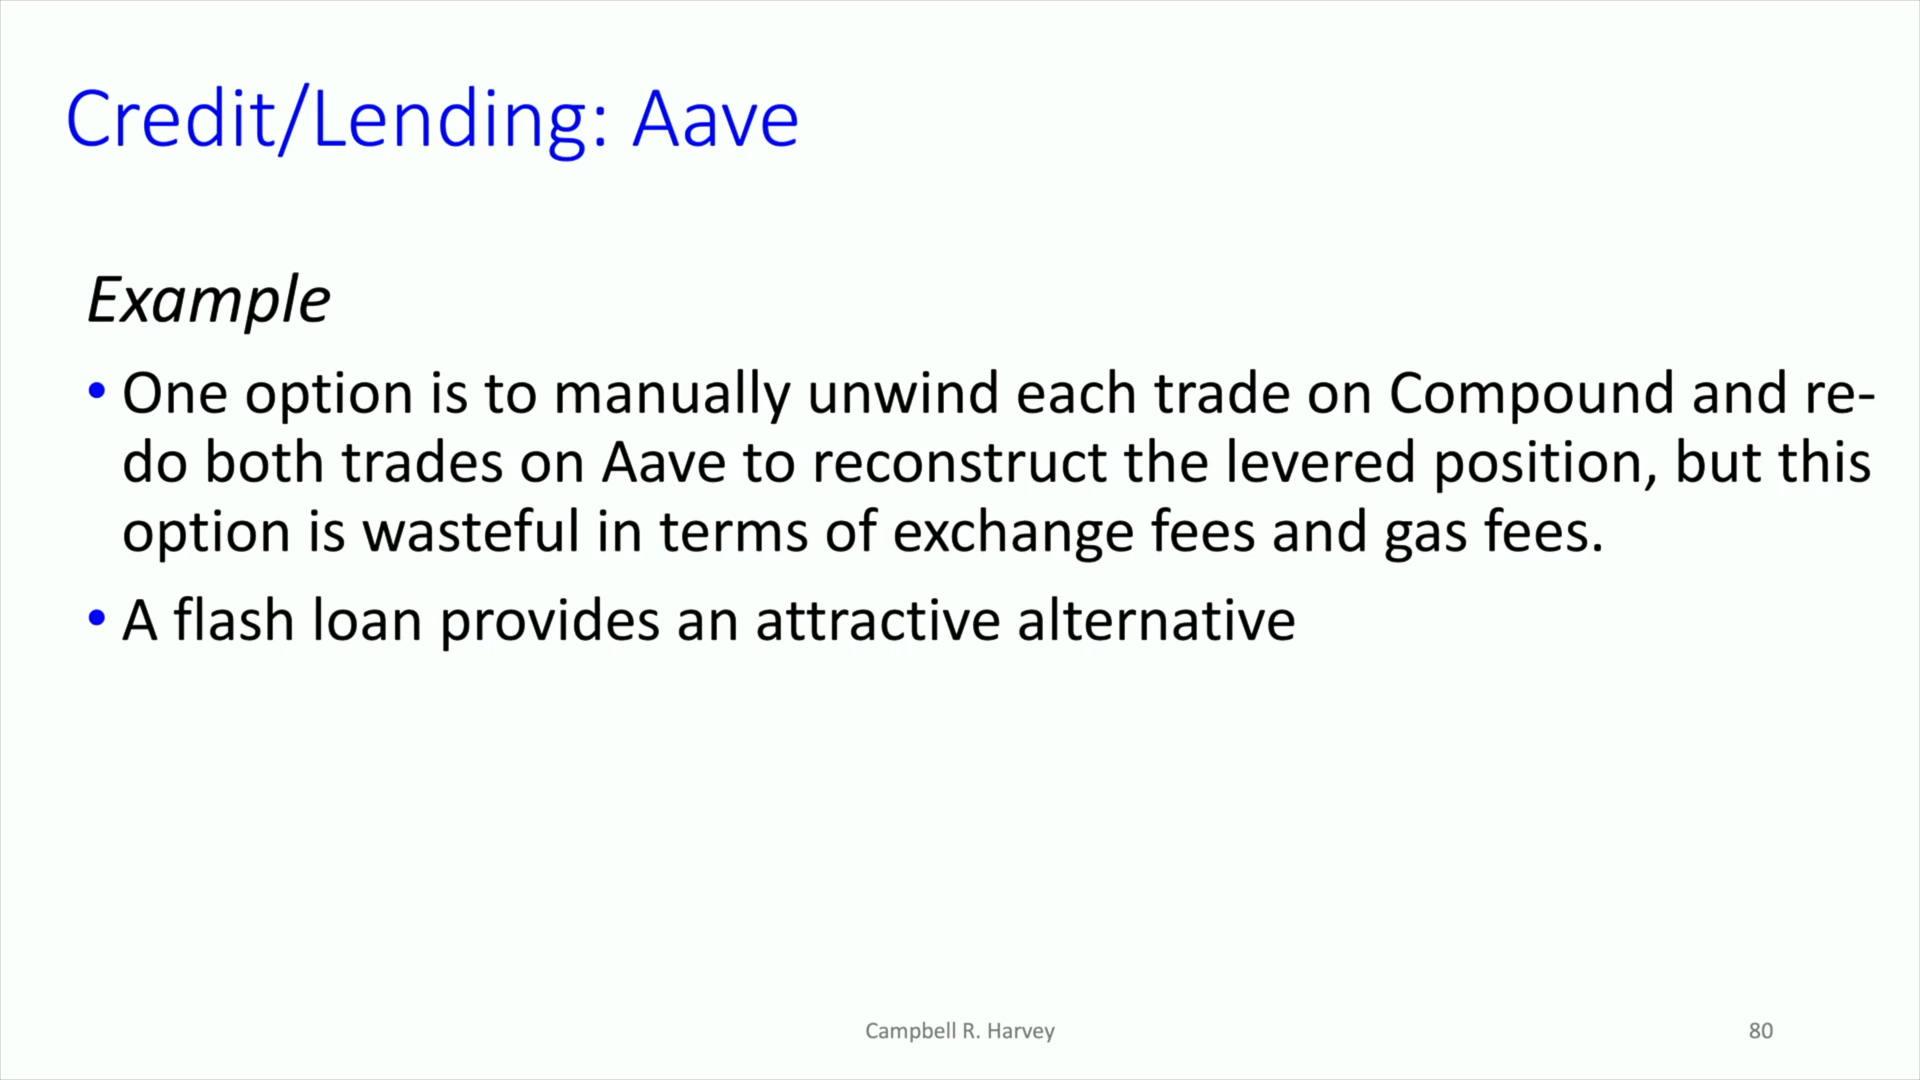 Credit/Lending: Aave
Example
• One option is to manually unwind each trade on Compound and re-
do both trades on Aave to reconstruct the levered position, but this
option is wasteful in terms of exchange fees and gas fees.
• A flash loan provides an attractive alternative
Campbell R. Harvey
80